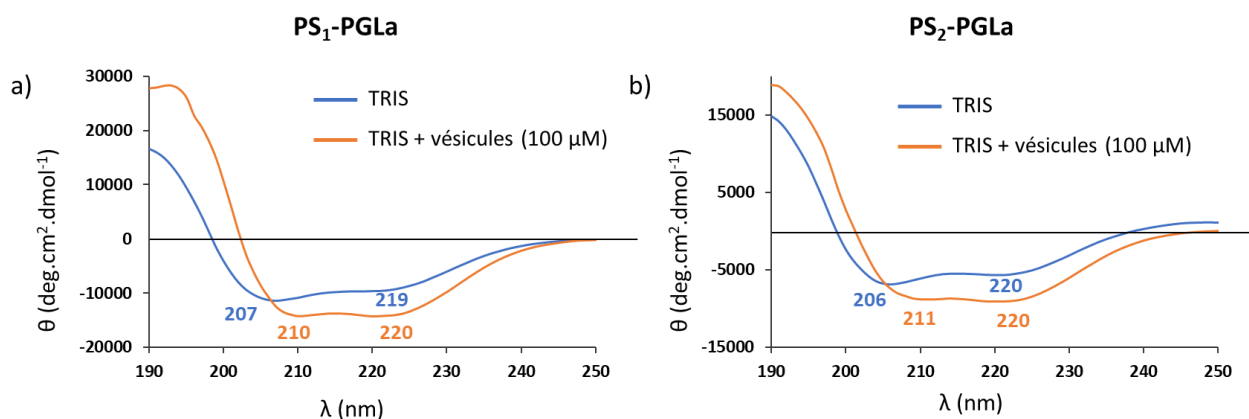 PS₁-PGLa
a)
θ (deg.cm².dmol⁻¹)
30000
20000
10000
0
-10000
-20000
TRIS
TRIS + vésicules (100 µM)
207
219
210
220
190 200 210 220 230 240 250
λ (nm)
PS₂-PGLa
b)
θ (deg.cm².dmol⁻¹)
15000
5000
-5000
-15000
TRIS
TRIS + vésicules (100 µM)
206
220
211
220
190 200 210 220 230 240 250
λ (nm)